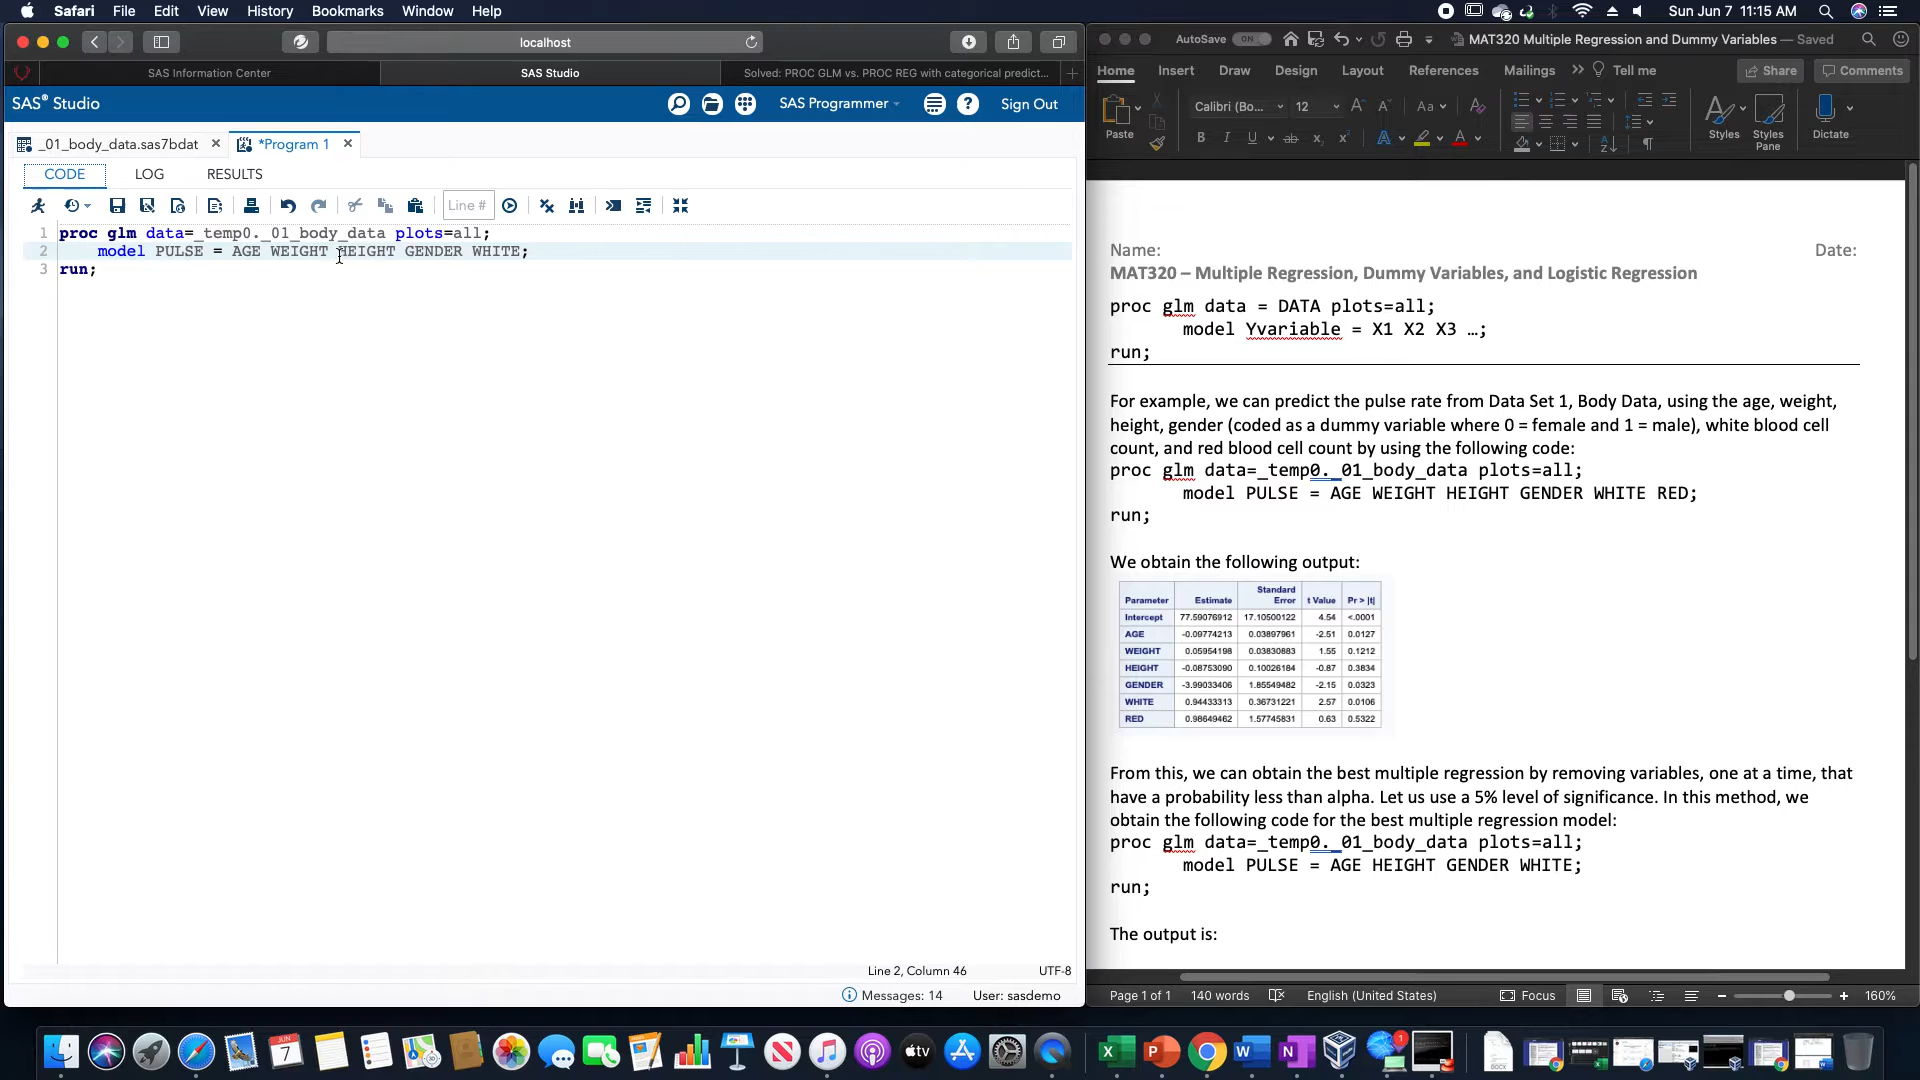 Safari File Edit View History Bookmarks Window Help
Sun Jun 7 11:15 AM
localhost
SAS Information Center
SAS Studio
Solved: PROC GLM vs. PROC REG with categorical predict...
SAS® Studio
SAS Programmer
Sign Out
_01_body_data.sas7bdat
*Program 1
CODE
LOG
RESULTS
Line #
1 proc glm data=_temp0._01_body_data plots=all;
2 model PULSE = AGE WEIGHT HEIGHT GENDER WHITE;
3 run;
Line 2, Column 46
UTF-8
Messages: 14
User: sasdemo
AutoSave ON
MAT320 Multiple Regression and Dummy Variables — Saved
Home Insert Draw Design Layout References Mailings Tell me
Share
Comments
Paste
Calibri (Bo...
12
Styles
Styles Pane
Dictate
Name: Date:
MAT320 – Multiple Regression, Dummy Variables, and Logistic Regression
proc glm data = DATA plots=all;
model Yvariable = X1 X2 X3 …;
run;
For example, we can predict the pulse rate from Data Set 1, Body Data, using the age, weight,
height, gender (coded as a dummy variable where 0 = female and 1 = male), white blood cell
count, and red blood cell count by using the following code:
proc glm data=_temp0._01_body_data plots=all;
model PULSE = AGE WEIGHT HEIGHT GENDER WHITE RED;
run;
We obtain the following output:
Parameter Estimate Standard Error t Value Pr > |t|
Intercept 77.59076912 17.10500122 4.54 <.0001
AGE -0.09774213 0.03897961 -2.51 0.0127
WEIGHT 0.05954198 0.03830883 1.55 0.1212
HEIGHT -0.08753090 0.10026184 -0.87 0.3834
GENDER -3.99033406 1.85549482 -2.15 0.0323
WHITE 0.94433313 0.36731221 2.57 0.0106
RED 0.98649462 1.57745831 0.63 0.5322
From this, we can obtain the best multiple regression by removing variables, one at a time, that
have a probability less than alpha. Let us use a 5% level of significance. In this method, we
obtain the following code for the best multiple regression model:
proc glm data=_temp0._01_body_data plots=all;
model PULSE = AGE HEIGHT GENDER WHITE;
run;
The output is:
Page 1 of 1
140 words
English (United States)
Focus
160%